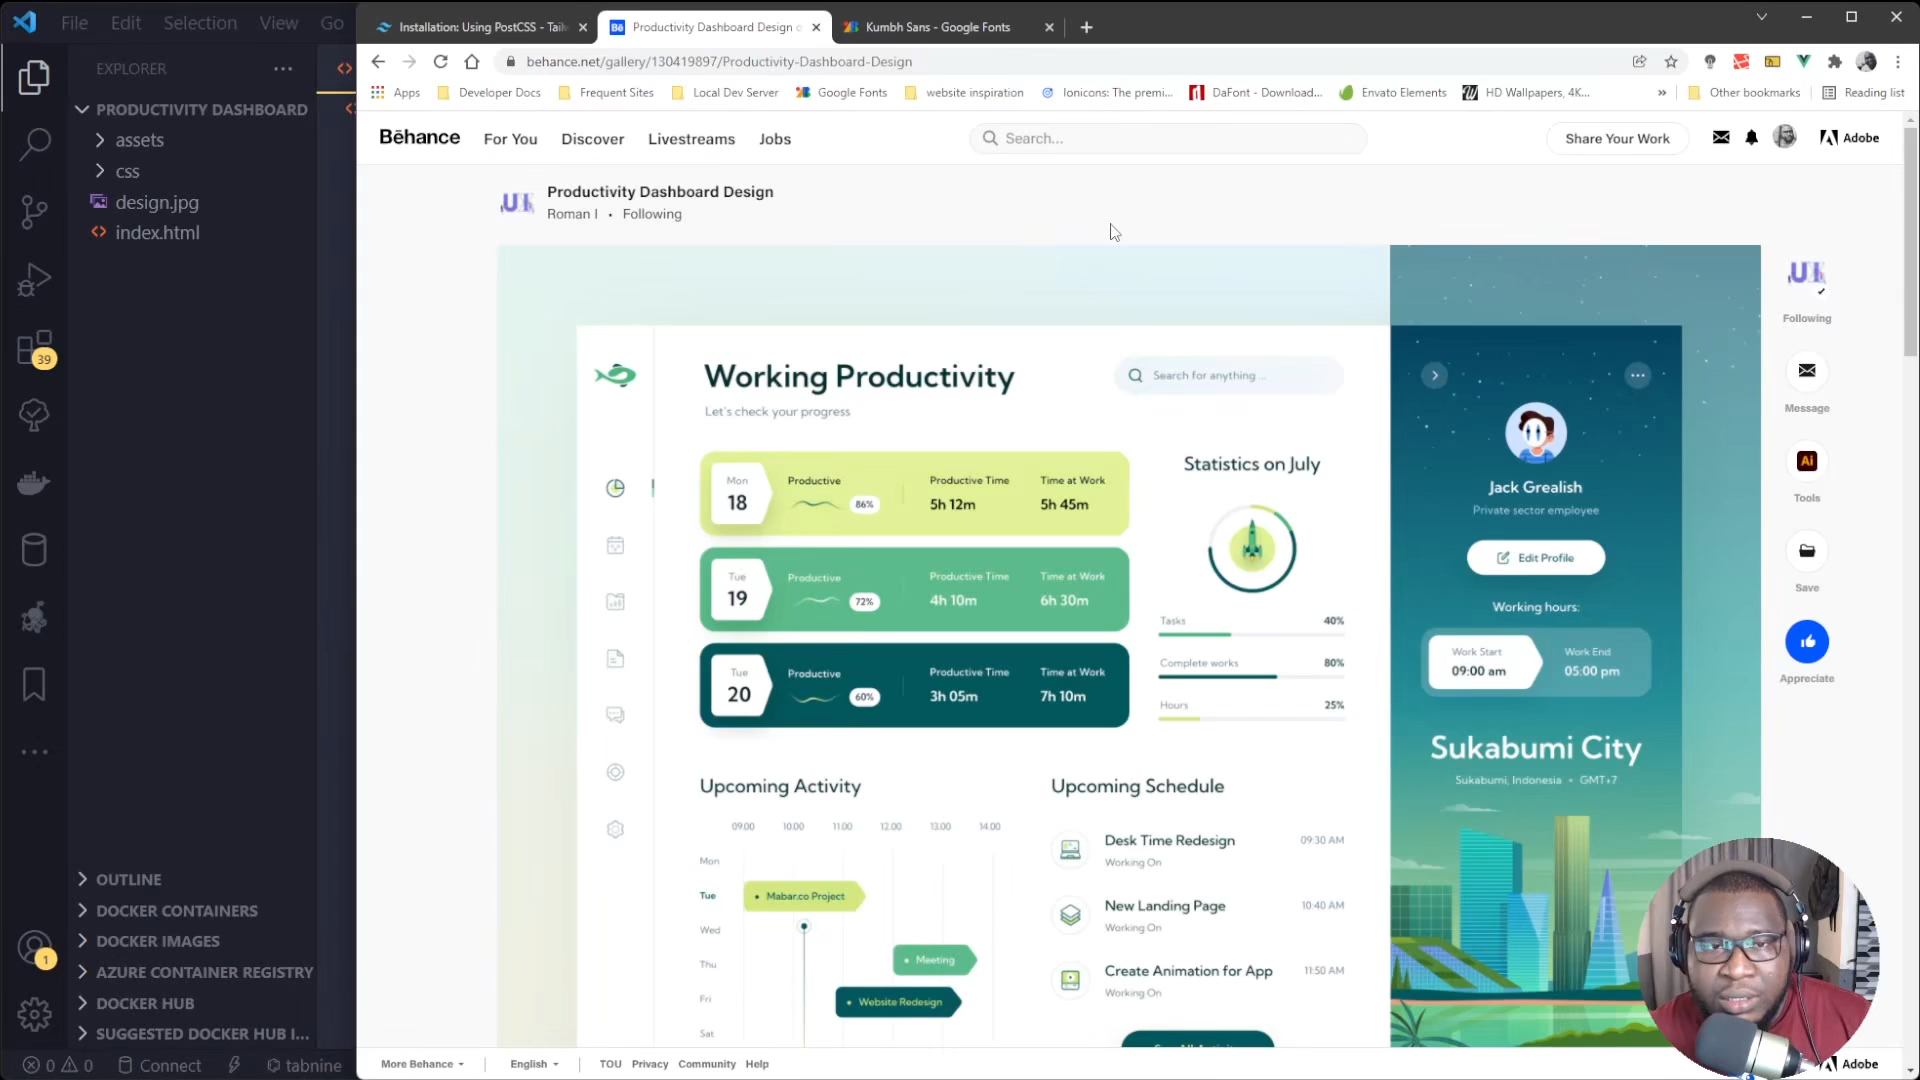 File Edit Selection View Go
Installation: Using PostCSS - Tail
Productivity Dashboard Design o
Kumbh Sans - Google Fonts
EXPLORER
behance.net/gallery/130419897/Productivity-Dashboard-Design
Apps
Developer Docs
Frequent Sites
Local Dev Server
Google Fonts
website inspiration
Ionicons: The premi...
DaFont - Download...
Envato Elements
HD Wallpapers, 4K...
»
Other bookmarks
Reading list
PRODUCTIVITY DASHBOARD
assets
css
design.jpg
index.html
Bēhance
For You
Discover
Livestreams
Jobs
Search...
Share Your Work
Adobe
Productivity Dashboard Design
Roman I • Following
Working Productivity
Let's check your progress
Search for anything ...
Mon
18
Productive
86%
Productive Time
5h 12m
Time at Work
5h 45m
Tue
19
Productive
72%
Productive Time
4h 10m
Time at Work
6h 30m
Tue
20
Productive
60%
Productive Time
3h 05m
Time at Work
7h 10m
Statistics on July
Tasks 40%
Complete works 80%
Hours 25%
Jack Grealish
Private sector employee
Edit Profile
Working hours:
Work Start
09:00 am
Work End
05:00 pm
Sukabumi City
Sukabumi, Indonesia • GMT+7
Following
Message
Ai
Tools
Save
Appreciate
Upcoming Activity
09.00 10.00 11.00 12.00 13.00 14.00
Mon
Tue
Wed
Thu
Fri
Sat
Mabar.co Project
Meeting
Website Redesign
Upcoming Schedule
Desk Time Redesign
Working On
09:30 AM
New Landing Page
Working On
10:40 AM
Create Animation for App
Working On
11:50 AM
39
1
OUTLINE
DOCKER CONTAINERS
DOCKER IMAGES
AZURE CONTAINER REGISTRY
DOCKER HUB
SUGGESTED DOCKER HUB I...
0 0 Connect tabnine
More Behance
English
TOU
Privacy
Community
Help
Adobe